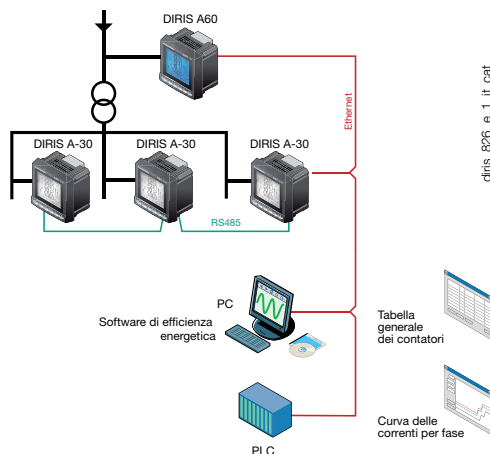 DIRIS A60
Ethernet
DIRIS A-30
DIRIS A-30
DIRIS A-30
RS485
PC
Software di efficienza
energetica
PLC
Tabella
generale
dei contatori
Curva delle
correnti per fase
diris_826_e_1_it_cat